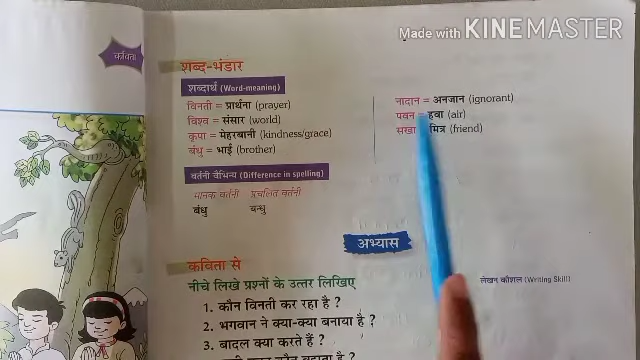 Made with KINEMASTER
कविता
शब्द-भंडार
शब्दार्थ (Word-meaning)
विनती = प्रार्थना (prayer)
विश्व = संसार (world)
कृपा = मेहरबानी (kindness/grace)
बंधु = भाई (brother)
नादान = अनजान (ignorant)
पवन = हवा (air)
सखा मित्र (friend)
वर्तनी वैभिन्य (Difference in spelling)
मानक वर्तनी प्रचलित वर्तनी
बंधु बन्धु
अभ्यास
कविता से
नीचे लिखे प्रश्नों के उत्तर लिखिए
लेखन कौशल (Writing Skill)
1. कौन विनती कर रहा है ?
2. भगवान ने क्या-क्या बनाया है ?
3. बादल क्या करते हैं ?